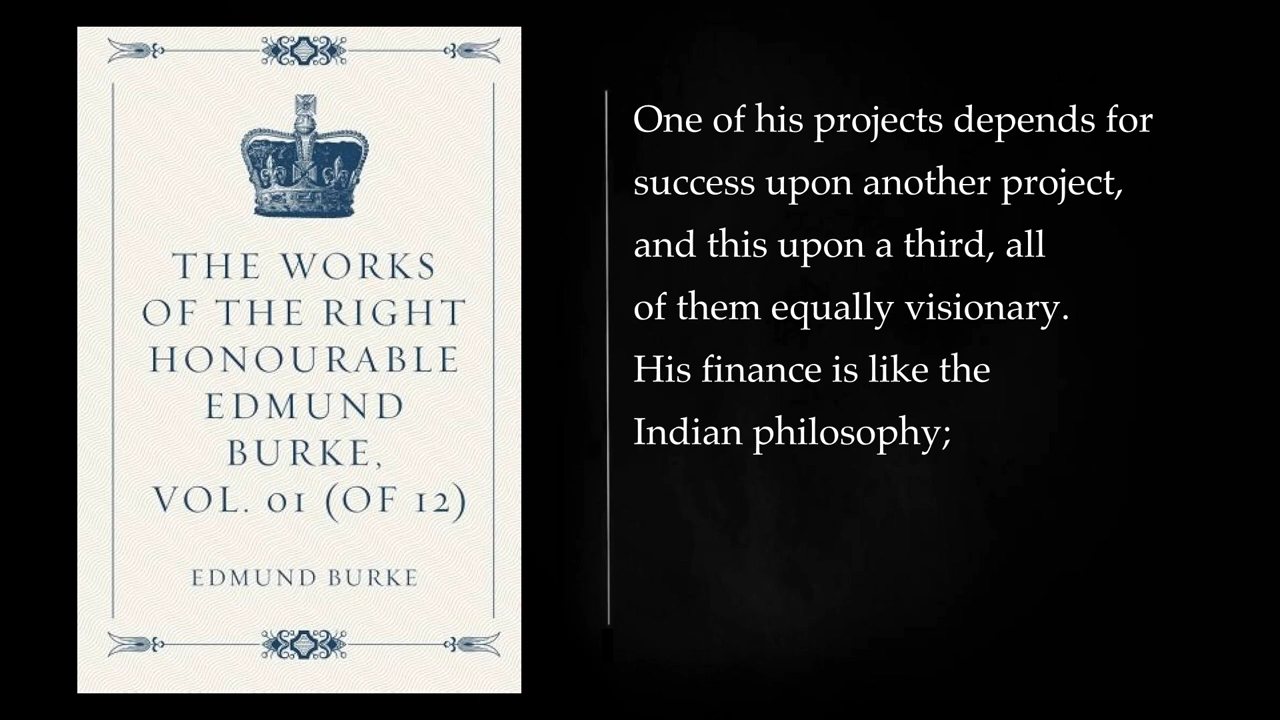 THE WORKS
OF THE RIGHT
HONOURABLE
EDMUND
BURKE,
VOL. 01 (OF 12)
EDMUND BURKE
One of his projects depends for
success upon another project,
and this upon a third, all
of them equally visionary.
His finance is like the
Indian philosophy;